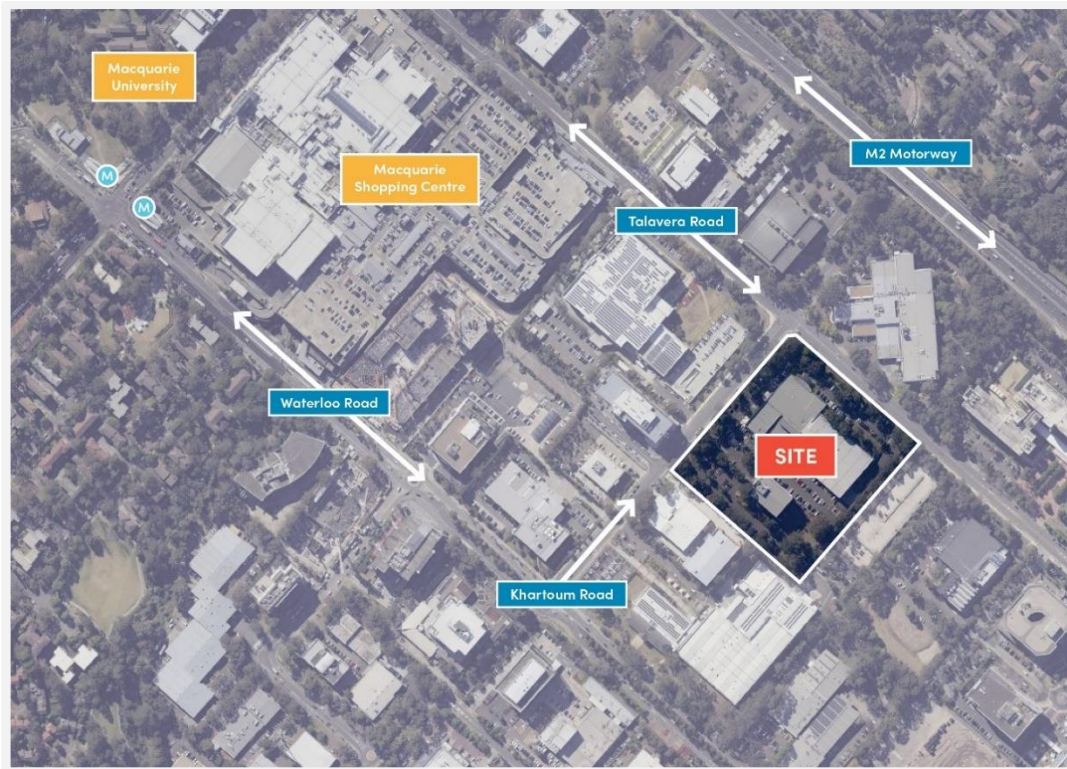 Macquarie
University
M
M
Macquarie
Shopping Centre
M2 Motorway
Talavera Road
Waterloo Road
SITE
Khartoum Road